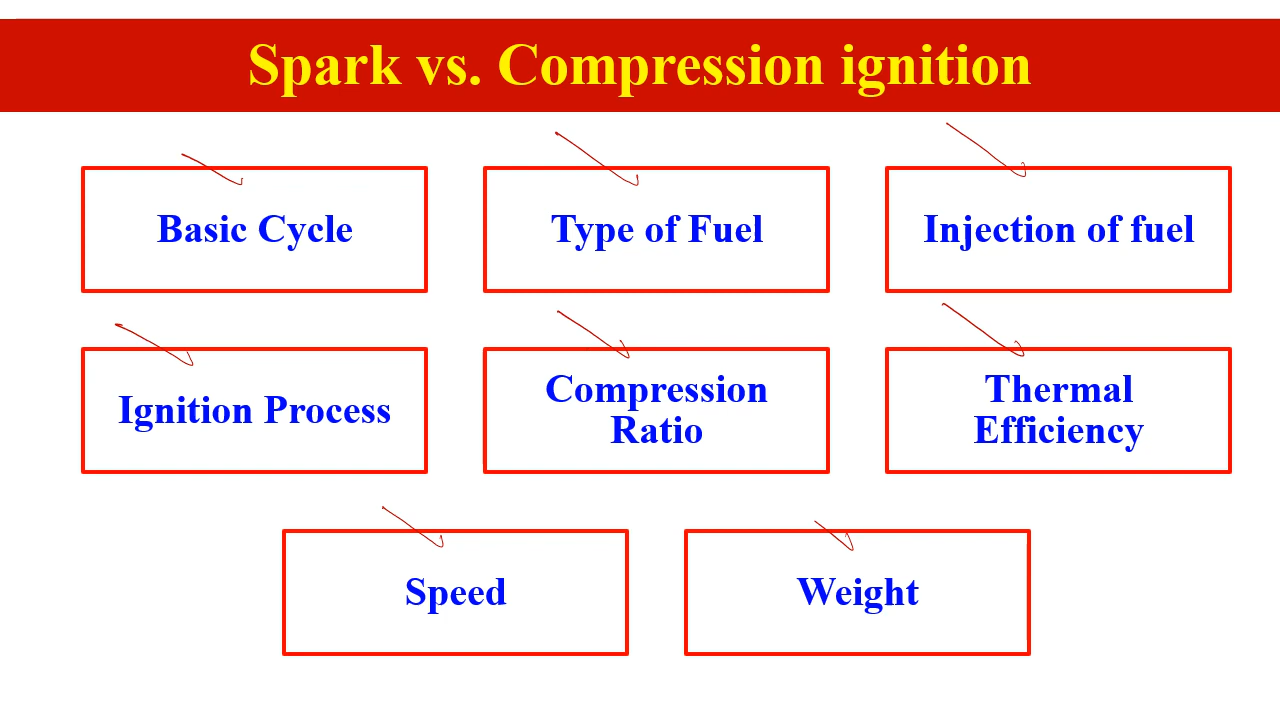 Spark vs. Compression ignition
Basic Cycle
Type of Fuel
Injection of fuel
Ignition Process
Compression
Ratio
Thermal
Efficiency
Speed
Weight